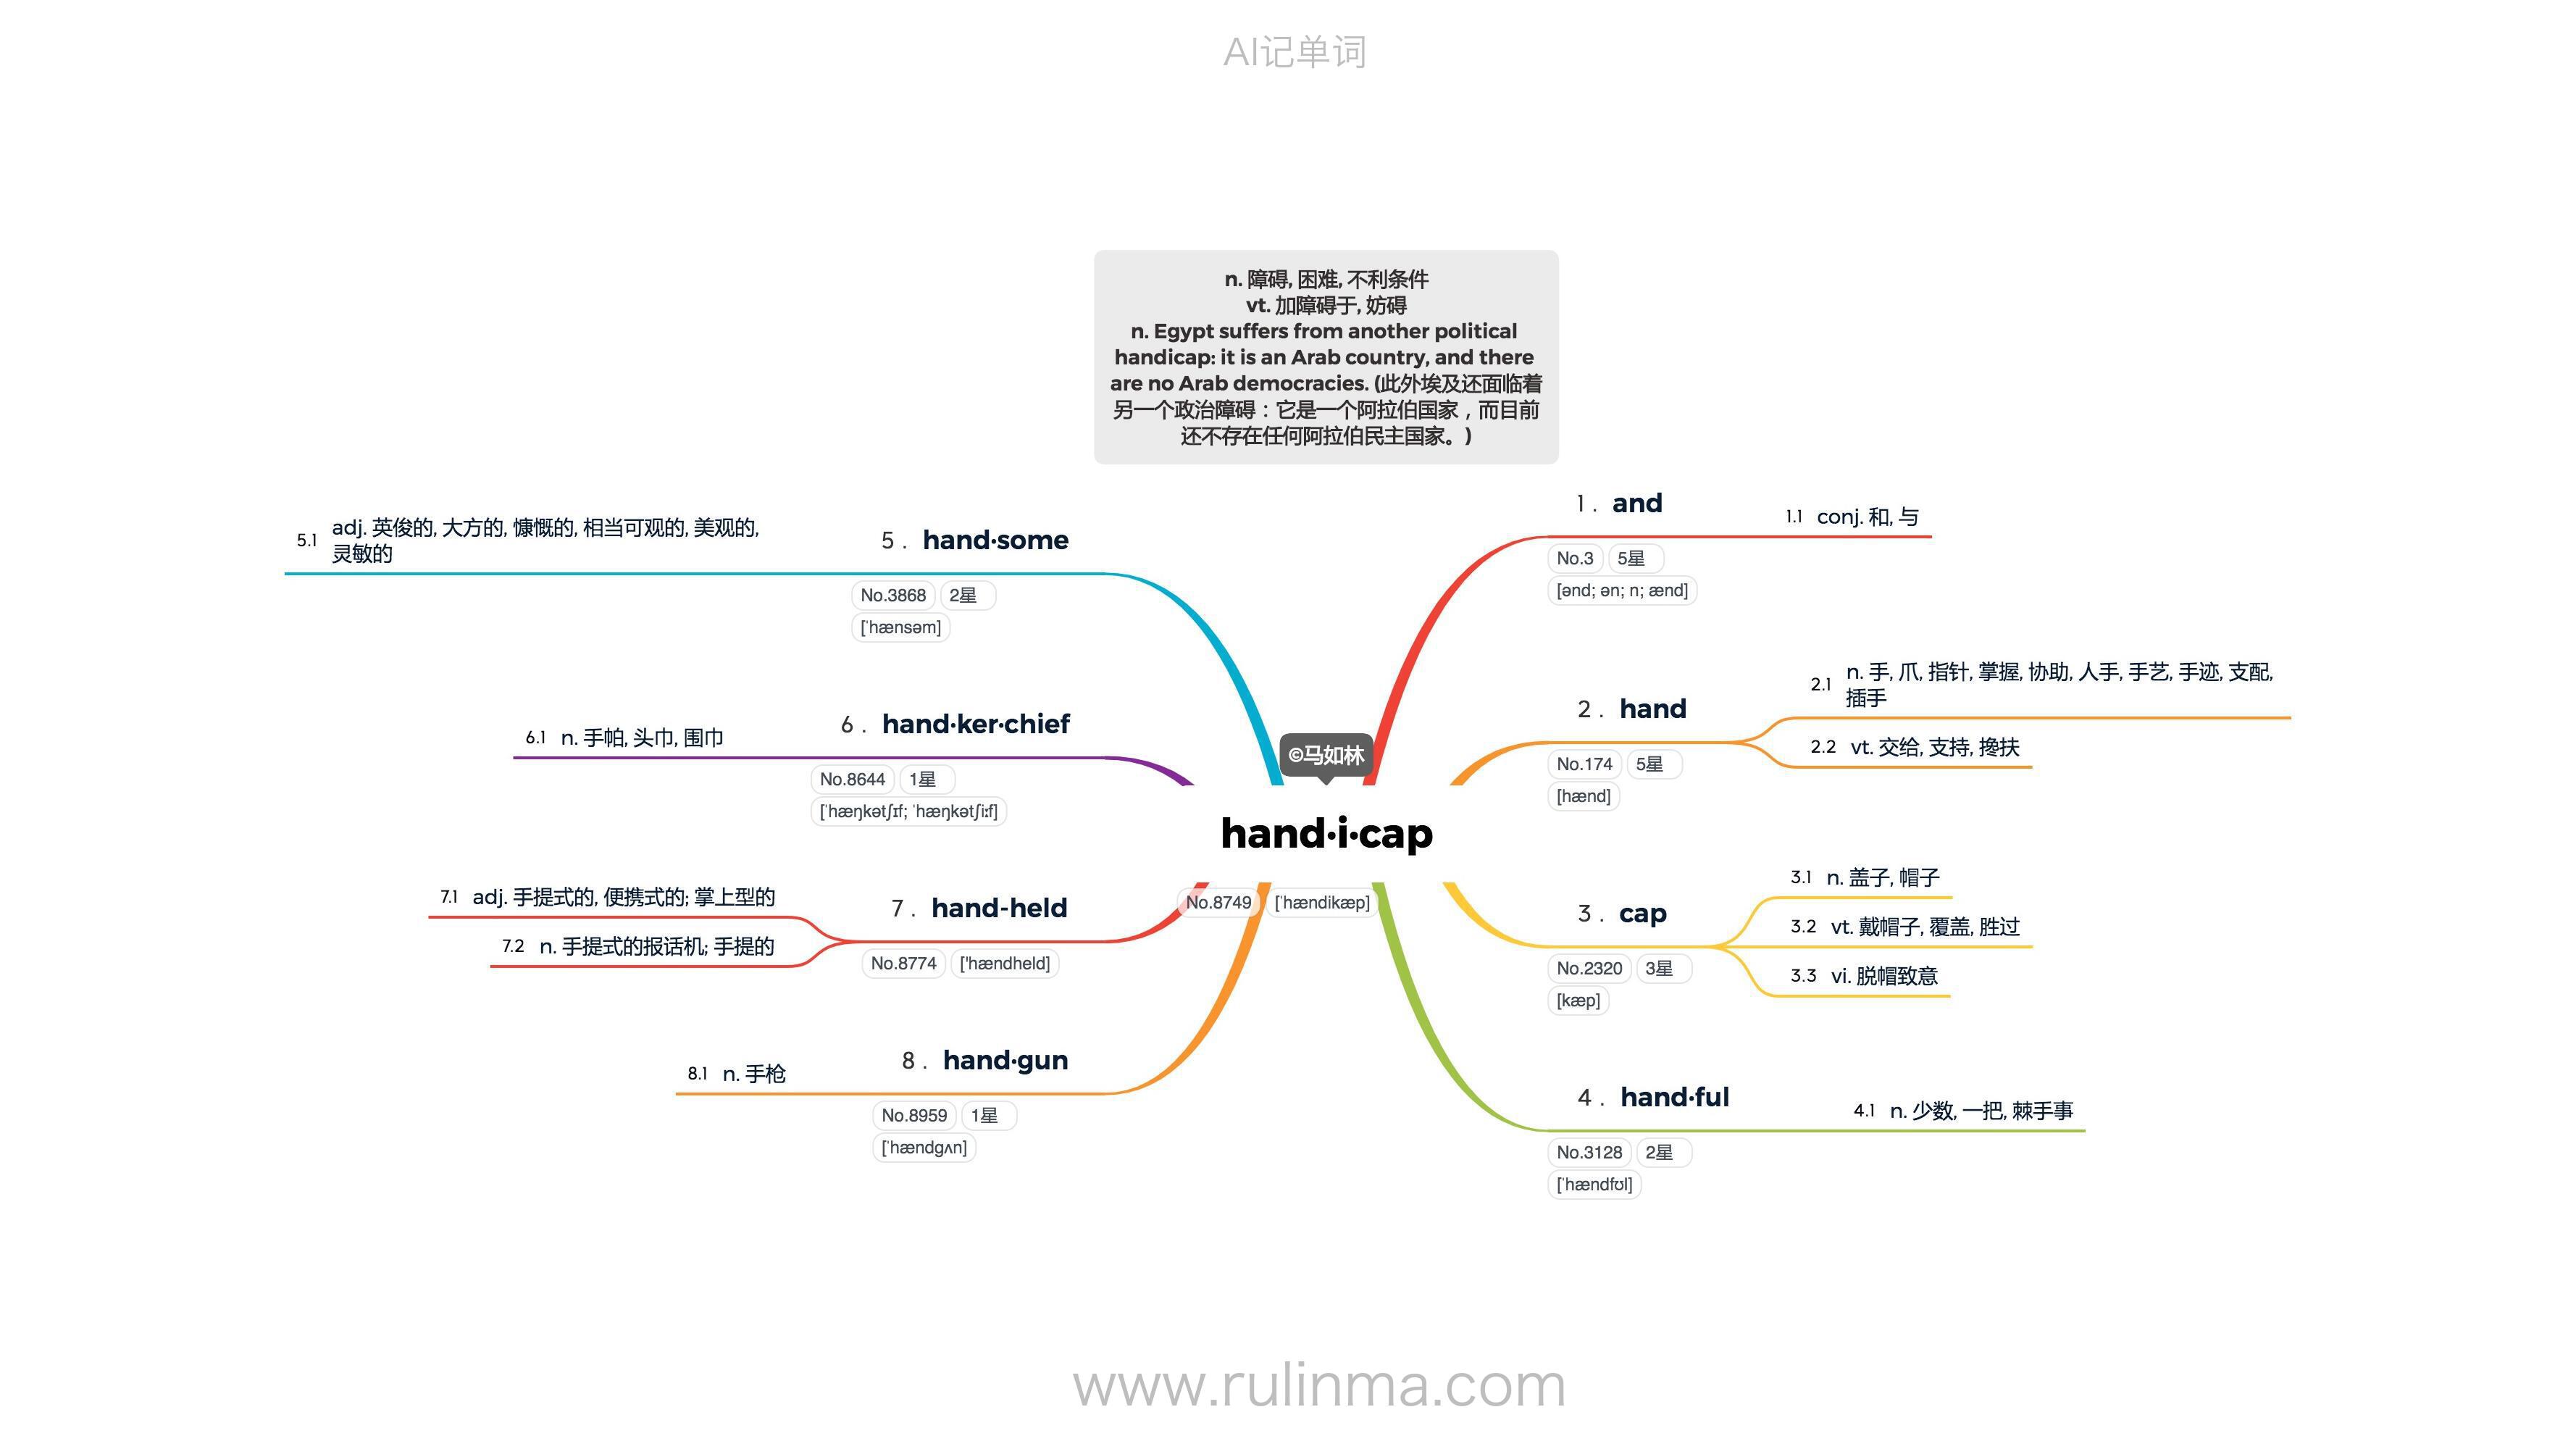 AI记单词
n. 障碍, 困难, 不利条件
vt. 加障碍于, 妨碍
n. Egypt suffers from another political
handicap: it is an Arab country, and there
are no Arab democracies. (此外埃及还面临着
另一个政治障碍：它是一个阿拉伯国家，而目前
还不存在任何阿拉伯民主国家。)
©马如林
hand·i·cap
No.8749 [ˈhændikæp]
1. and
No.3 5星
[ənd; ən; n; ænd]
1.1 conj. 和, 与
2. hand
No.174 5星
[hænd]
2.1 n. 手, 爪, 指针, 掌握, 协助, 人手, 手艺, 手迹, 支配,
插手
2.2 vt. 交给, 支持, 搀扶
3. cap
No.2320 3星
[kæp]
3.1 n. 盖子, 帽子
3.2 vt. 戴帽子, 覆盖, 胜过
3.3 vi. 脱帽致意
4. hand·ful
No.3128 2星
[ˈhændfʊl]
4.1 n. 少数, 一把, 棘手事
5. hand·some
No.3868 2星
[ˈhænsəm]
5.1 adj. 英俊的, 大方的, 慷慨的, 相当可观的, 美观的,
灵敏的
6. hand·ker·chief
No.8644 1星
[ˈhæŋkətʃɪf; ˈhæŋkətʃiːf]
6.1 n. 手帕, 头巾, 围巾
7. hand-held
No.8774 ['hændheld]
7.1 adj. 手提式的, 便携式的; 掌上型的
7.2 n. 手提式的报话机; 手提的
8. hand·gun
No.8959 1星
[ˈhændgʌn]
8.1 n. 手枪
www.rulinma.com